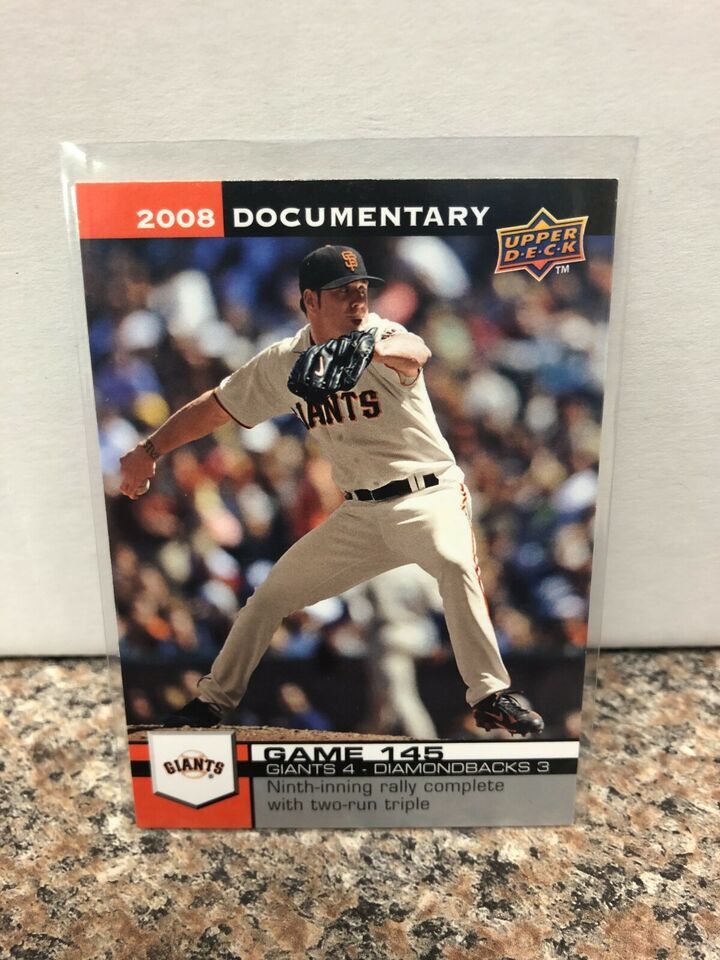 2008 DOCUMENTARY
UPPER
D·E·C·K
TM
SF
GIANTS
GAME 145
GIANTS 4 - DIAMONDBACKS 3
Ninth-inning rally complete
with two-run triple
GIANTS
®